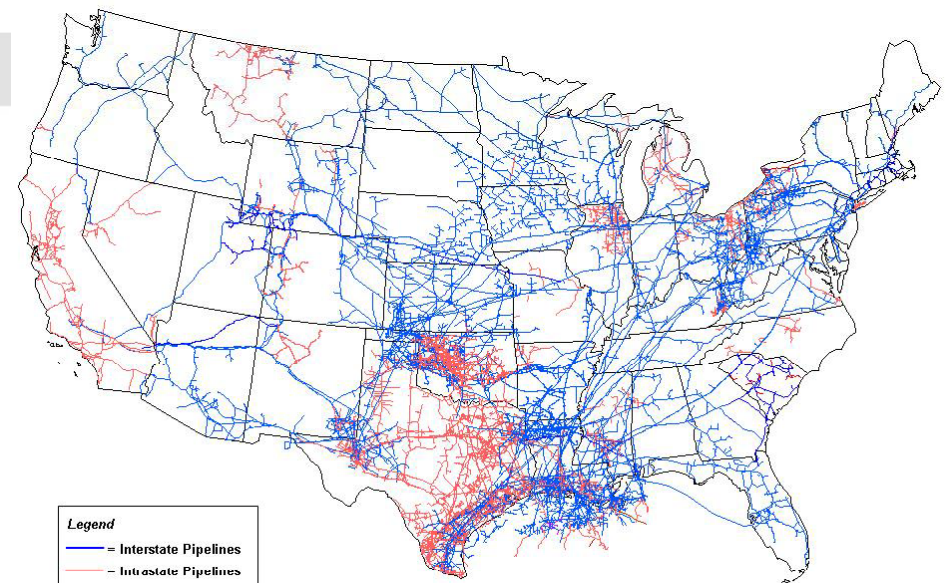 Legend
= Interstate Pipelines
= Intrastate Pipelines